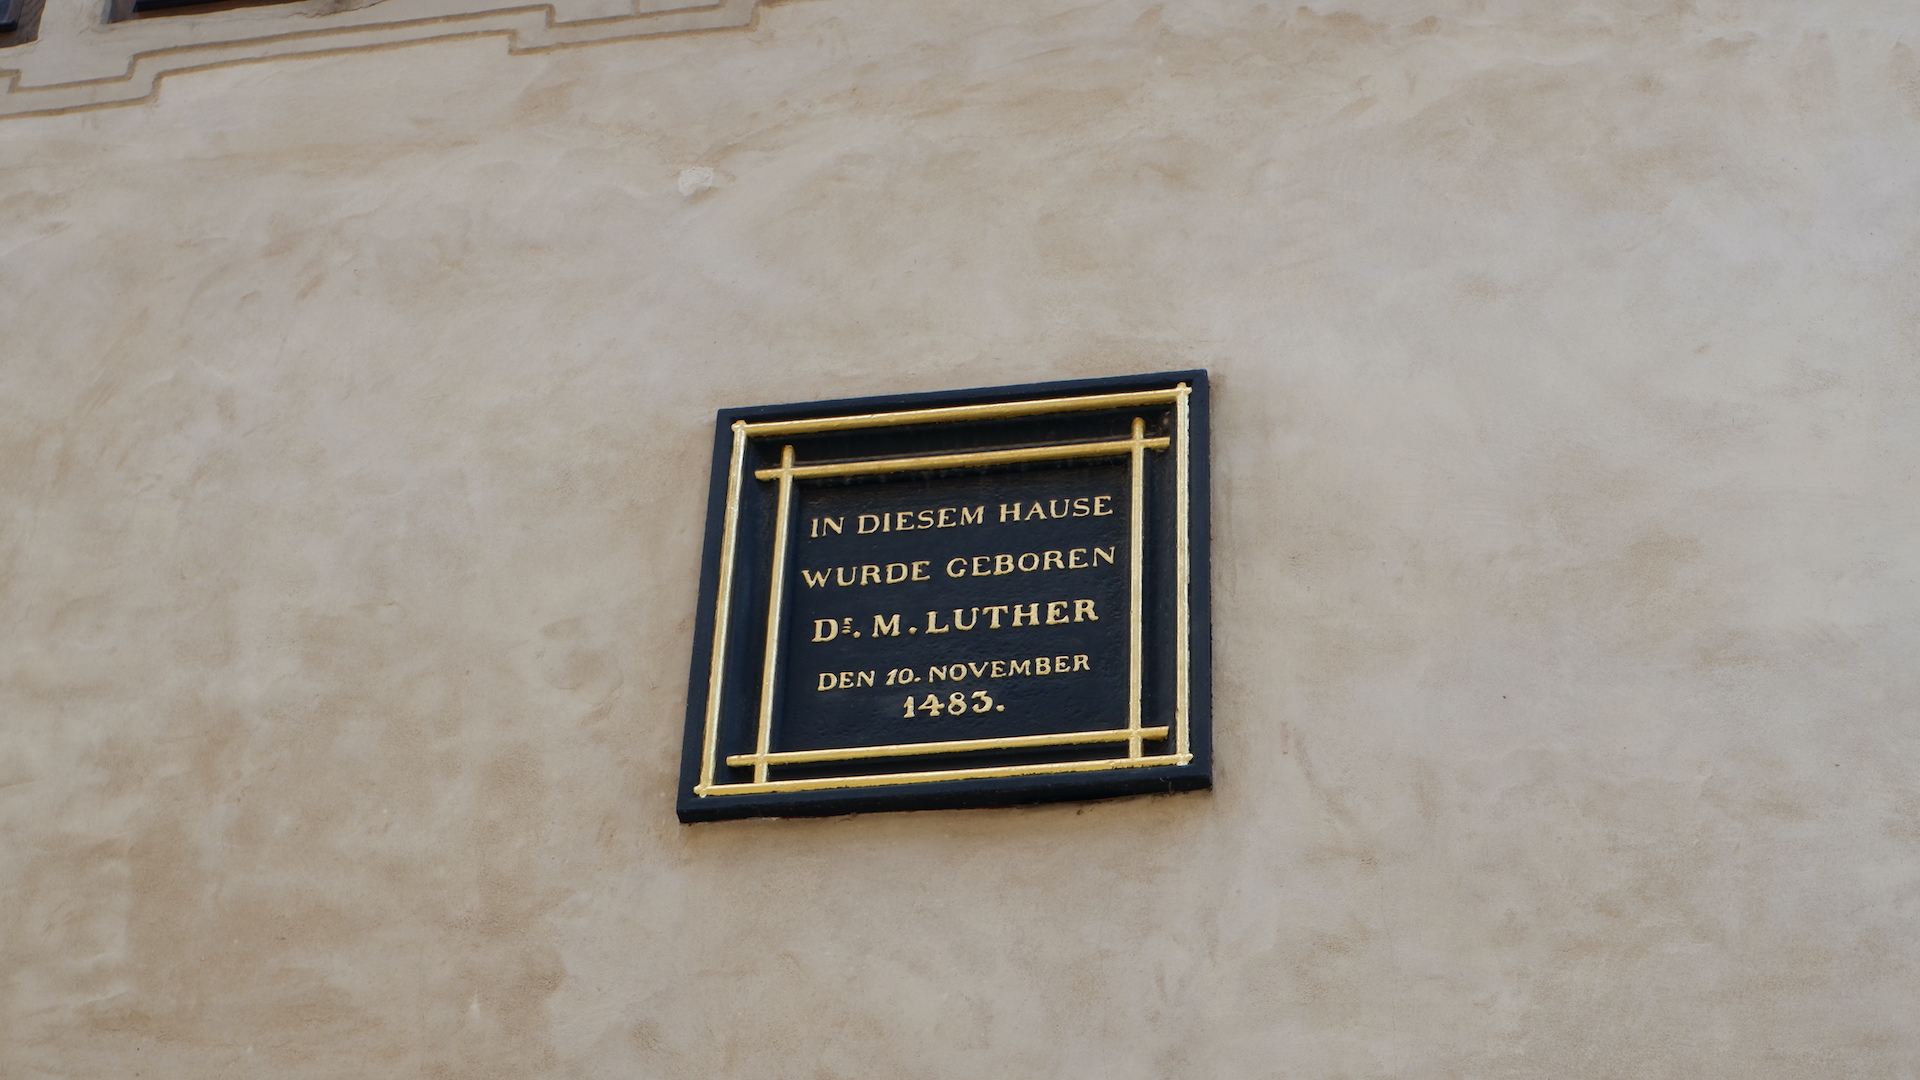 IN DIESEM HAUSE
WURDE GEBOREN
Dr. M. LUTHER
DEN 10. NOVEMBER
1483.